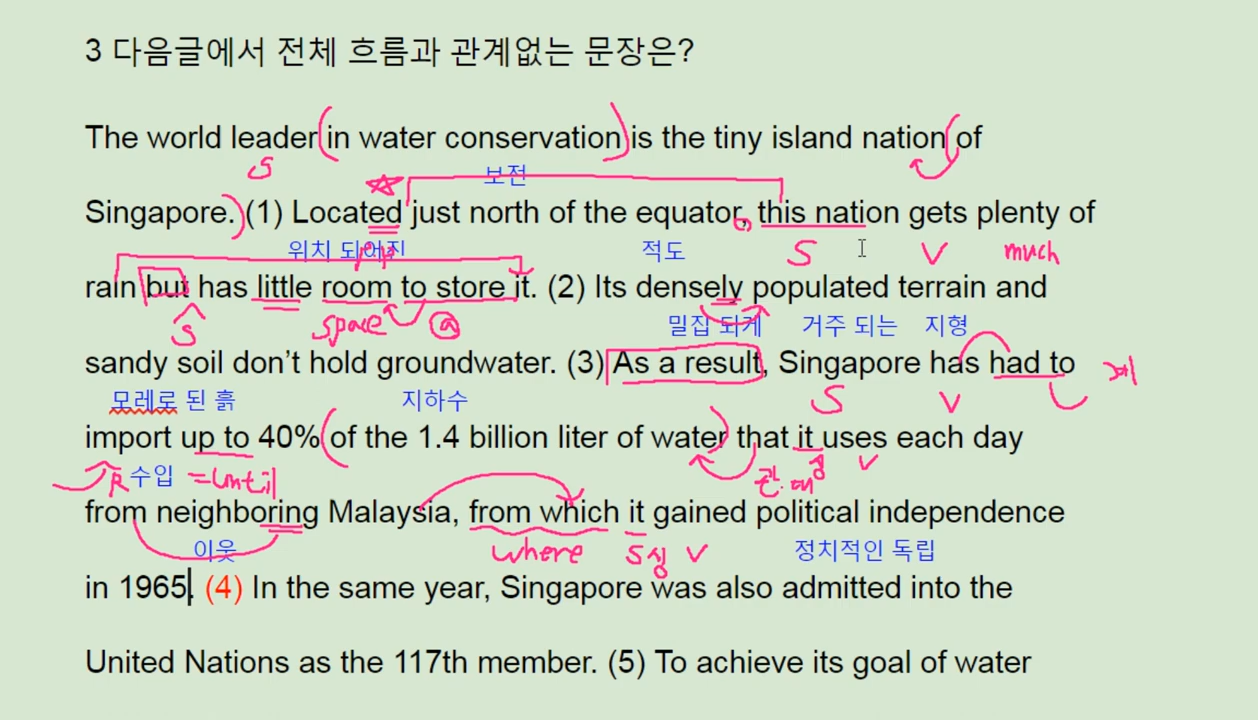 3 다음글에서 전체 흐름과 관계없는 문장은?
The world leader (in water conservation) is the tiny island nation (of
S
보전
Singapore.) (1) Located just north of the equator, this nation gets plenty of
위치 되어진 적도 S V much
rain but has little room to store it. (2) Its densely populated terrain and
S space 밀집 되게 거주 되는 지형
sandy soil don't hold groundwater. (3) As a result, Singapore has had to
모레로 된 흙 지하수 S V
import up to 40% (of the 1.4 billion liter of water) that it uses each day
R 수입 =until 관.대 V
from neighboring Malaysia, from which it gained political independence
이웃 where S V 정치적인 독립
in 1965. (4) In the same year, Singapore was also admitted into the
United Nations as the 117th member. (5) To achieve its goal of water